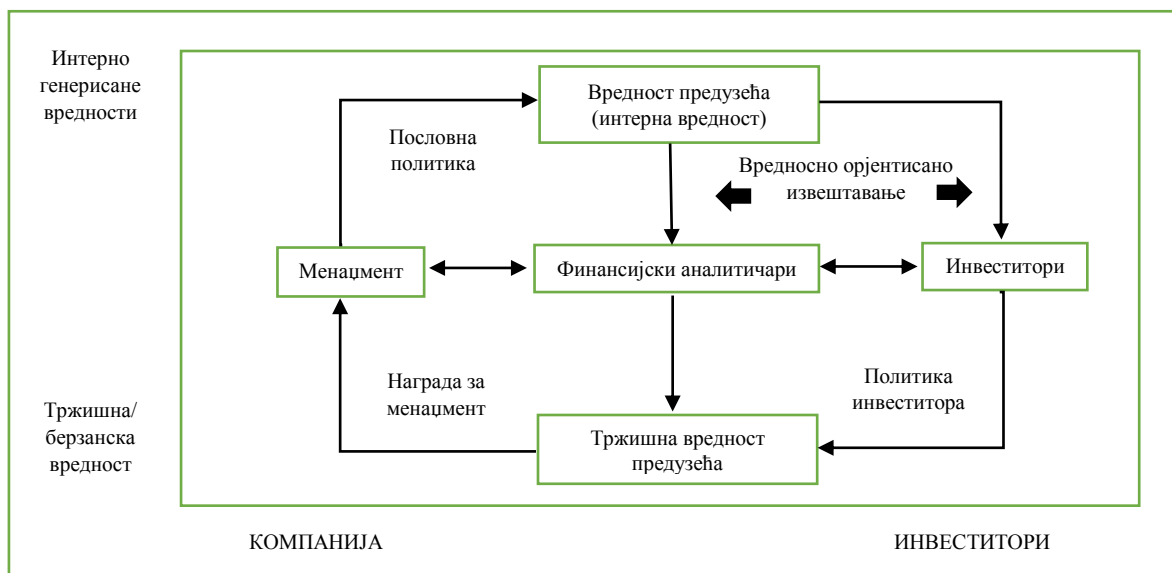 Интерно
генерисане
вредности
Вредност предузећа
(интерна вредност)
Пословна
политика
Вредносно орјентисано
извештавање
Менаџмент
Финансијски аналитичари
Инвеститори
Награда за
менаџмент
Политика
инвеститора
Тржишна/
берзанска
вредност
Тржишна вредност
предузећа
КОМПАНИЈА
ИНВЕСТИТОРИ